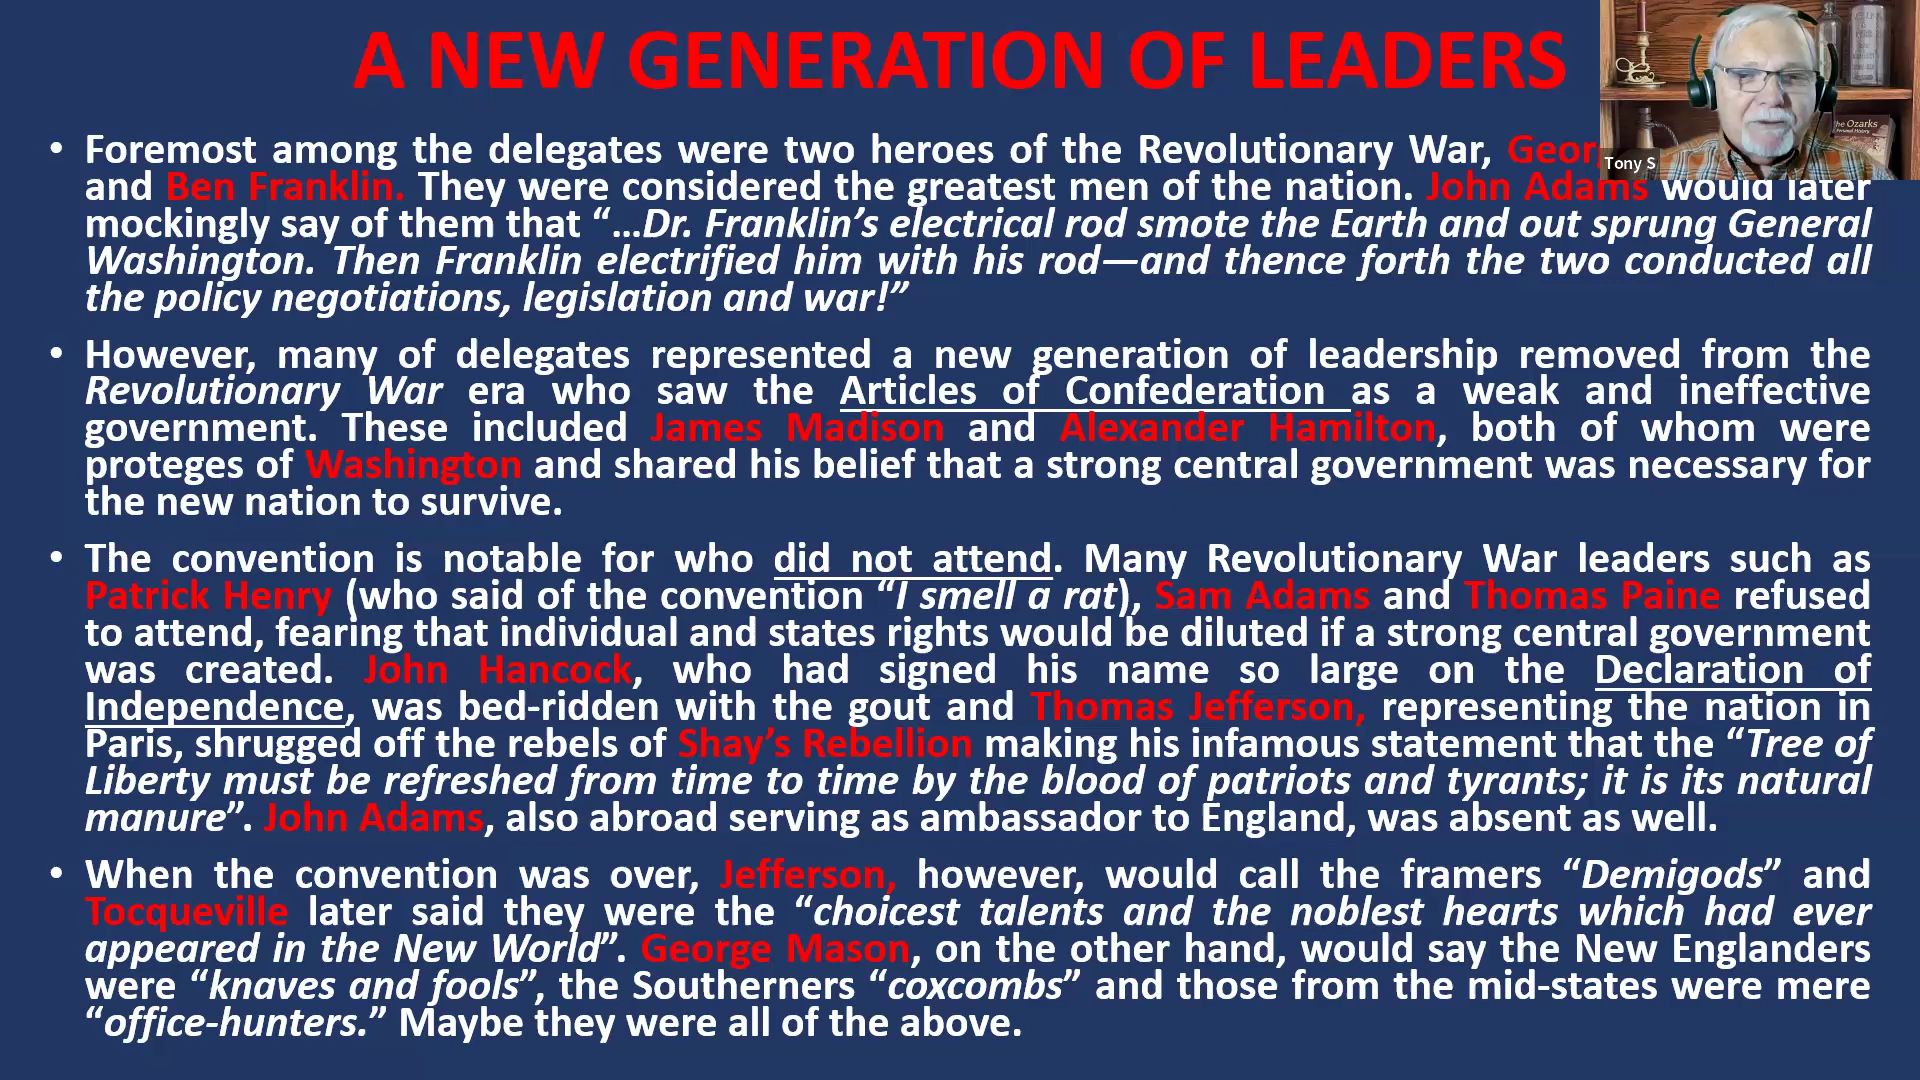 A NEW GENERATION OF LEADERS
• Foremost among the delegates were two heroes of the Revolutionary War,
and Ben Franklin. They were considered the greatest men of the nation. John Adams would later
mockingly say of them that “…Dr. Franklin’s electrical rod smote the Earth and out sprung General
Washington. Then Franklin electrified him with his rod—and thence forth the two conducted all
the policy negotiations, legislation and war!”
• However, many of delegates represented a new generation of leadership removed from the
Revolutionary War era who saw the Articles of Confederation as a weak and ineffective
government. These included James Madison and Alexander Hamilton, both of whom were
proteges of Washington and shared his belief that a strong central government was necessary for
the new nation to survive.
• The convention is notable for who did not attend. Many Revolutionary War leaders such as
Patrick Henry (who said of the convention “I smell a rat), Sam Adams and Thomas Paine refused
to attend, fearing that individual and states rights would be diluted if a strong central government
was created. John Hancock, who had signed his name so large on the Declaration of
Independence, was bed-ridden with the gout and Thomas Jefferson, representing the nation in
Paris, shrugged off the rebels of Shay’s Rebellion making his infamous statement that the “Tree of
Liberty must be refreshed from time to time by the blood of patriots and tyrants; it is its natural
manure”. John Adams, also abroad serving as ambassador to England, was absent as well.
• When the convention was over, Jefferson, however, would call the framers “Demigods” and
Tocqueville later said they were the “choicest talents and the noblest hearts which had ever
appeared in the New World”. George Mason, on the other hand, would say the New Englanders
were “knaves and fools”, the Southerners “coxcombs” and those from the mid-states were mere
“office-hunters.” Maybe they were all of the above.
Tony S
Ozarks